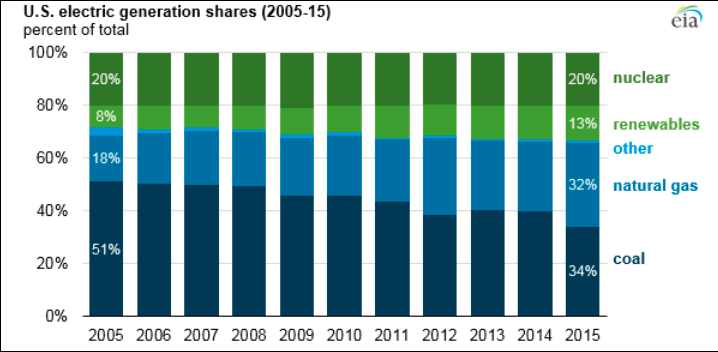 U.S. electric generation shares (2005-15)
percent of total
eia
100%
80%
60%
40%
20%
0%
20%
8%
18%
51%
20%
13%
32%
34%
nuclear
renewables
other
natural gas
coal
2005 2006 2007 2008 2009 2010 2011 2012 2013 2014 2015